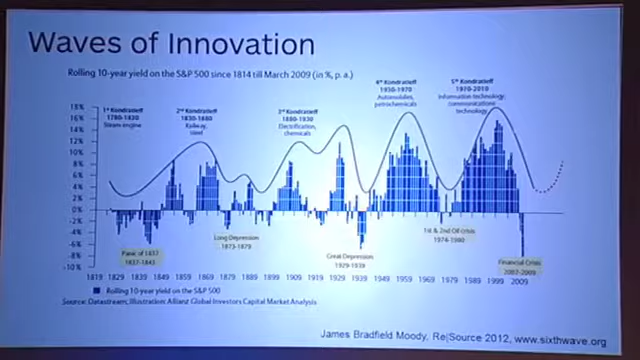 Waves of Innovation
Rolling 10-year yield on the S&P 500 since 1814 till March 2009 (in %, p. a.)
4th Kondratieff
1930-1970
Automobiles,
petrochemicals
5th Kondratieff
1970-2010
Information technology,
communications
technology
1st Kondratieff
1780-1830
Steam engine
2nd Kondratieff
1830-1880
Railway,
steel
3rd Kondratieff
1880-1930
Electrification,
chemicals
18%
16%
14%
12%
10%
8%
6%
4%
2%
0%
-2%
-4%
-6%
-8%
-10%
Panic of 1837
1837-1843
Long Depression
1873-1879
Great Depression
1929-1939
1st & 2nd Oil crisis
1974-1980
Financial Crisis
2007-2009
1819 1829 1839 1849 1859 1869 1879 1889 1899 1909 1919 1929 1939 1949 1959 1969 1979 1989 1999 2009
Rolling 10-year yield on the S&P 500
Source: Datastream; Illustration: Allianz Global Investors Capital Market Analysis
James Bradfield Moody, Re|Source 2012, www.sixthwave.org